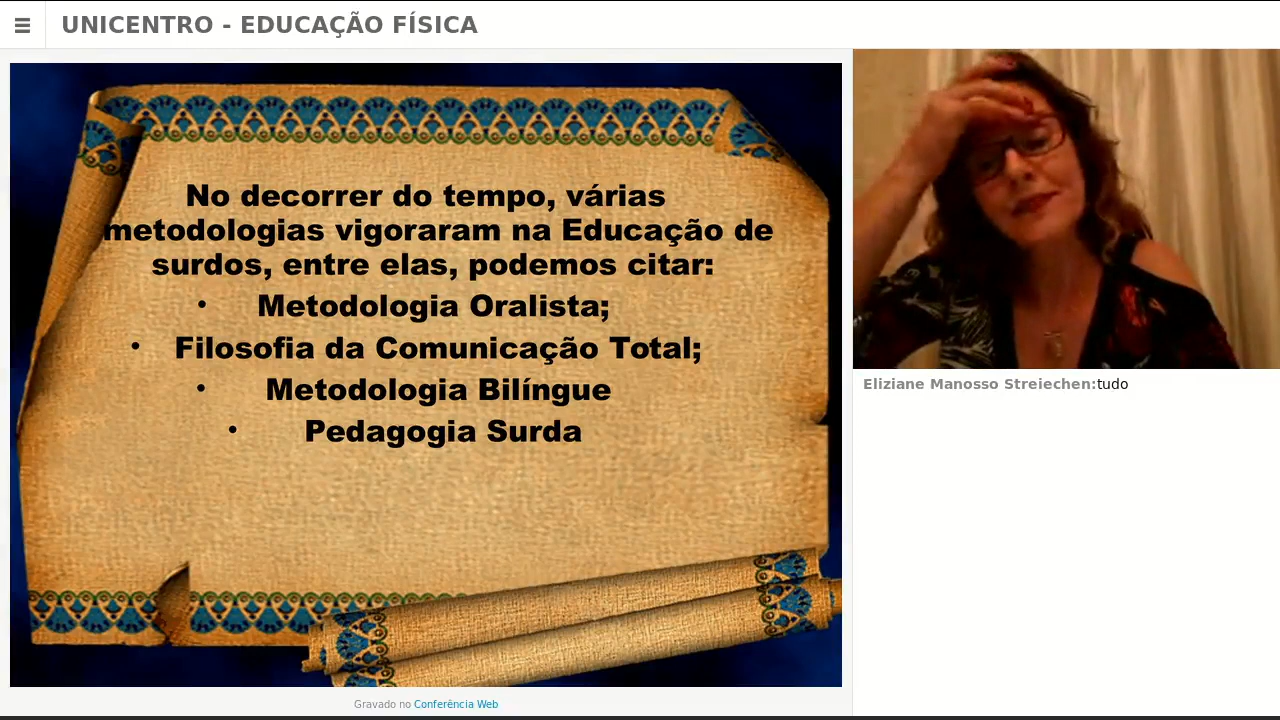 UNICENTRO - EDUCAÇÃO FÍSICA
No decorrer do tempo, várias
metodologias vigoraram na Educação de
surdos, entre elas, podemos citar:
• Metodologia Oralista;
• Filosofia da Comunicação Total;
• Metodologia Bilíngue
• Pedagogia Surda
Eliziane Manosso Streiechen:tudo
Gravado no Conferência Web